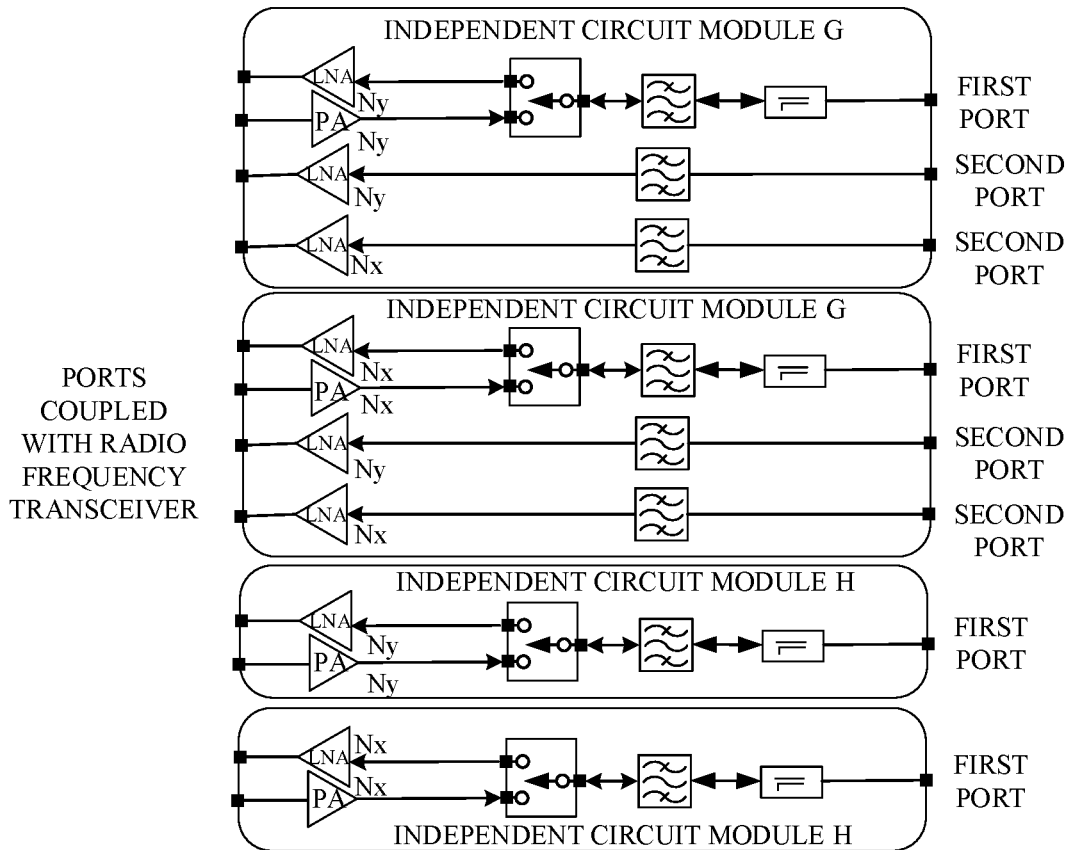 INDEPENDENT CIRCUIT MODULE G
LNA
Ny
PA
Ny
LNA
Ny
LNA
Nx
FIRST
PORT
SECOND
PORT
SECOND
PORT
INDEPENDENT CIRCUIT MODULE G
LNA
Nx
PA
Nx
LNA
Ny
LNA
Nx
FIRST
PORT
SECOND
PORT
SECOND
PORT
PORTS
COUPLED
WITH RADIO
FREQUENCY
TRANSCEIVER
INDEPENDENT CIRCUIT MODULE H
LNA
Ny
PA
Ny
FIRST
PORT
LNA
Nx
PA
Nx
FIRST
PORT
INDEPENDENT CIRCUIT MODULE H